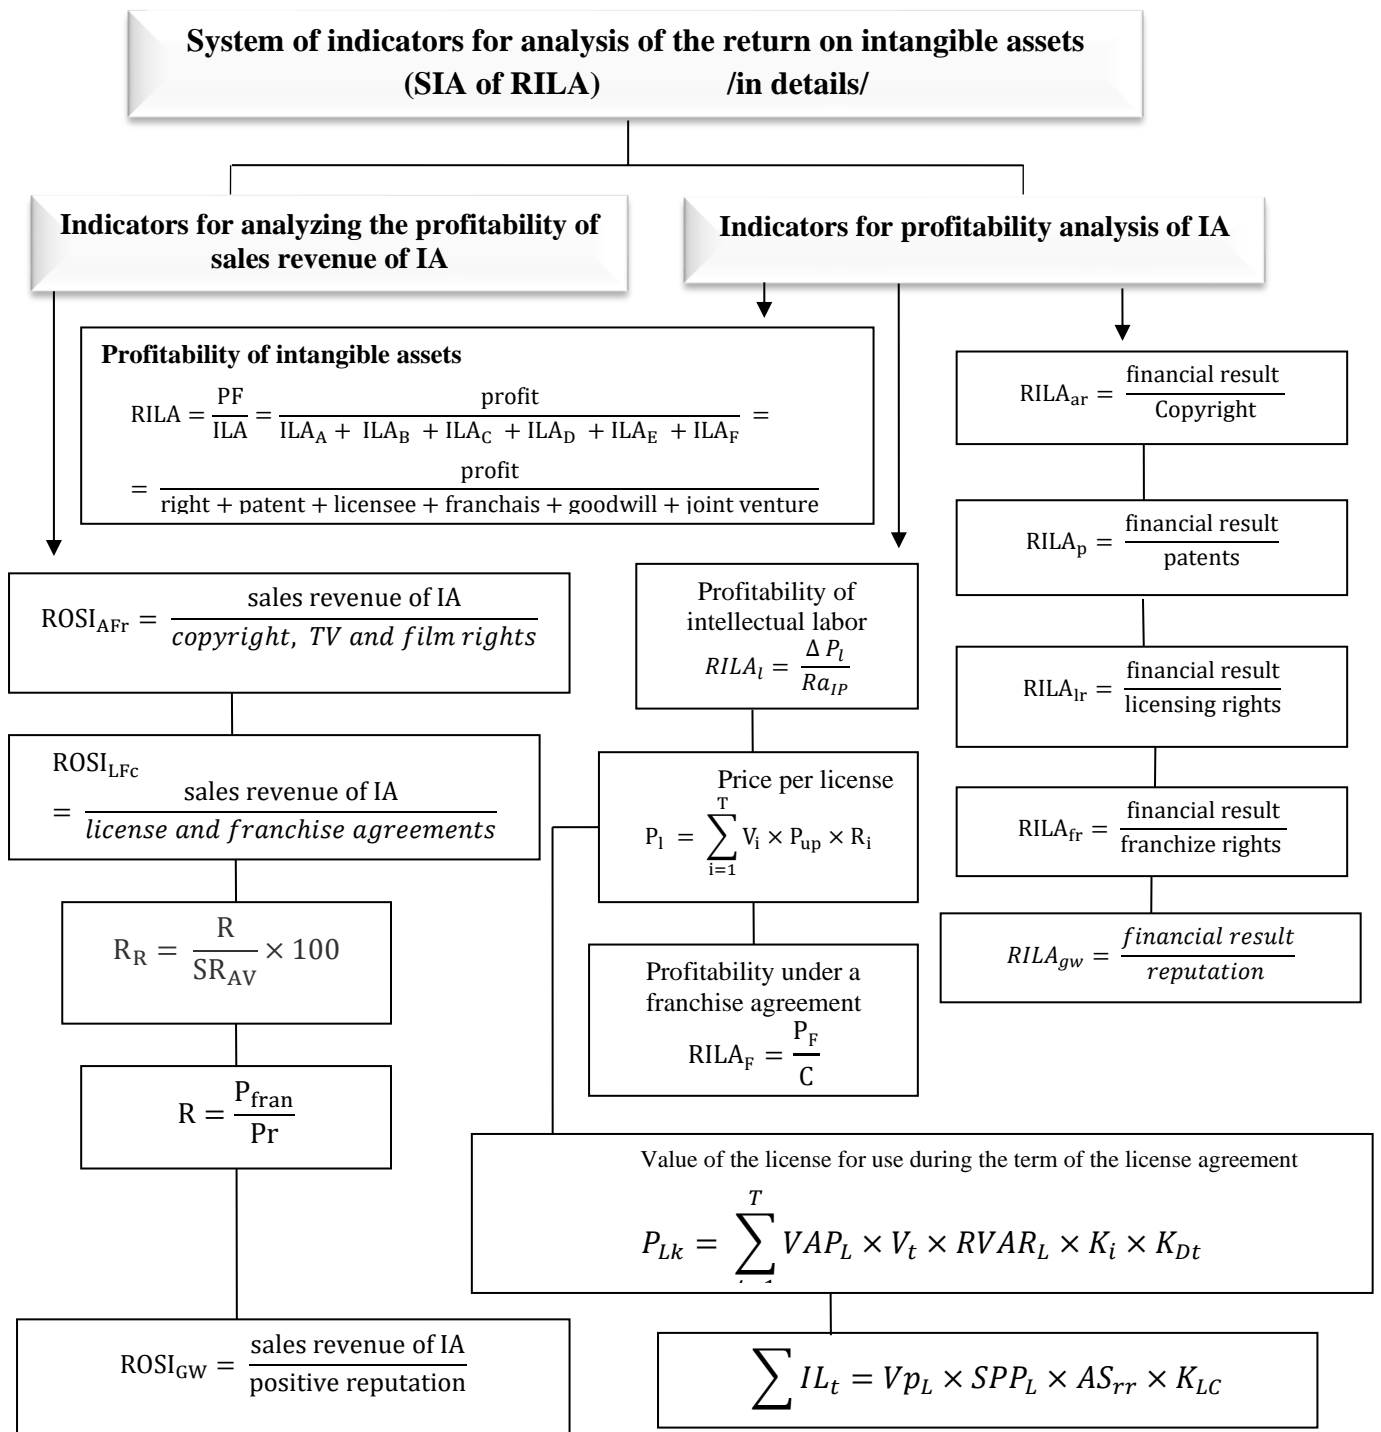 System of indicators for analysis of the return on intangible assets
(SIA of RILA) /in details/
Indicators for analyzing the profitability of
sales revenue of IA
Indicators for profitability analysis of IA
Profitability of intangible assets
RILA = PF/ILA = profit/(ILA_A + ILA_B + ILA_C + ILA_D + ILA_E + ILA_F) =
= profit/(right + patent + licensee + franchais + goodwill + joint venture)
ROSI_AFr = sales revenue of IA/copyright, TV and film rights
ROSI_LFc
= sales revenue of IA/license and franchise agreements
R_R = R/SR_AV × 100
R = P_fran/Pr
ROSI_GW = sales revenue of IA/positive reputation
Profitability of
intellectual labor
RILA_l = Δ P_l/Ra_IP
Price per license
P_l = ∑_{i=1}^{T} V_i × P_up × R_i
Profitability under a
franchise agreement
RILA_F = P_F/C
Value of the license for use during the term of the license agreement
P_Lk = ∑^{T} VAP_L × V_t × RVAR_L × K_i × K_Dt
∑ IL_t = Vp_L × SPP_L × AS_rr × K_LC
RILA_ar = financial result/Copyright
RILA_p = financial result/patents
RILA_lr = financial result/licensing rights
RILA_fr = financial result/franchize rights
RILA_gw = financial result/reputation